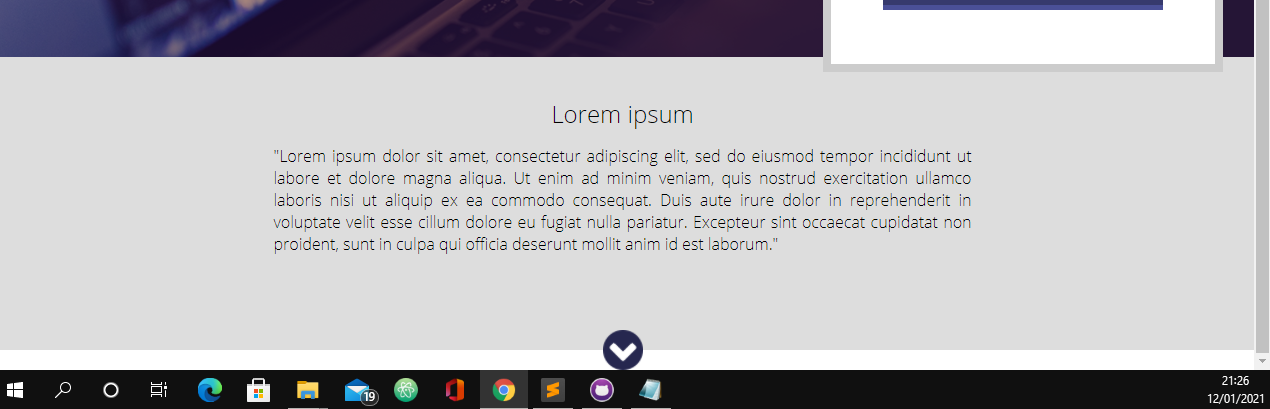 Lorem ipsum
"Lorem ipsum dolor sit amet, consectetur adipiscing elit, sed do eiusmod tempor incididunt ut
labore et dolore magna aliqua. Ut enim ad minim veniam, quis nostrud exercitation ullamco
laboris nisi ut aliquip ex ea commodo consequat. Duis aute irure dolor in reprehenderit in
voluptate velit esse cillum dolore eu fugiat nulla pariatur. Excepteur sint occaecat cupidatat non
proident, sunt in culpa qui officia deserunt mollit anim id est laborum."
19
21:26
12/01/2021